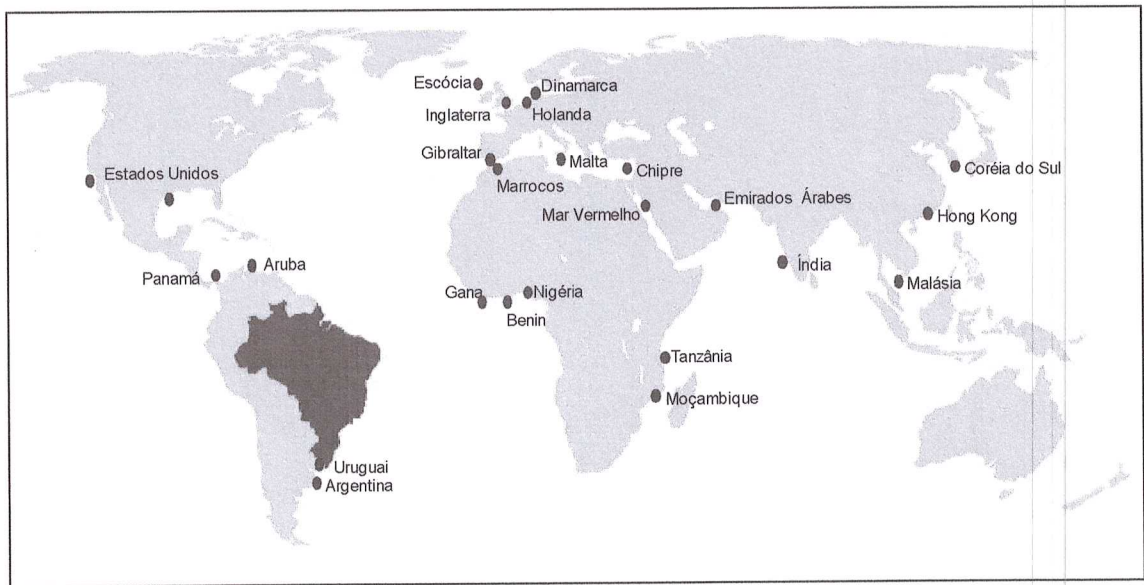 Escócia
Dinamarca
Inglaterra
Holanda
Gibraltar
Malta
Chipre
Coréia do Sul
Estados Unidos
Marrocos
Emirados Árabes
Mar Vermelho
Hong Kong
Aruba
Índia
Panamá
Malásia
Gana
Nigéria
Benin
Tanzânia
Moçambique
Uruguai
Argentina